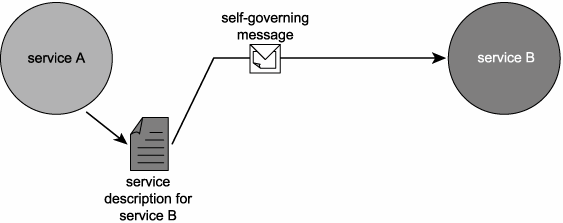 self-governing
message
service A
service B
service
description for
service B